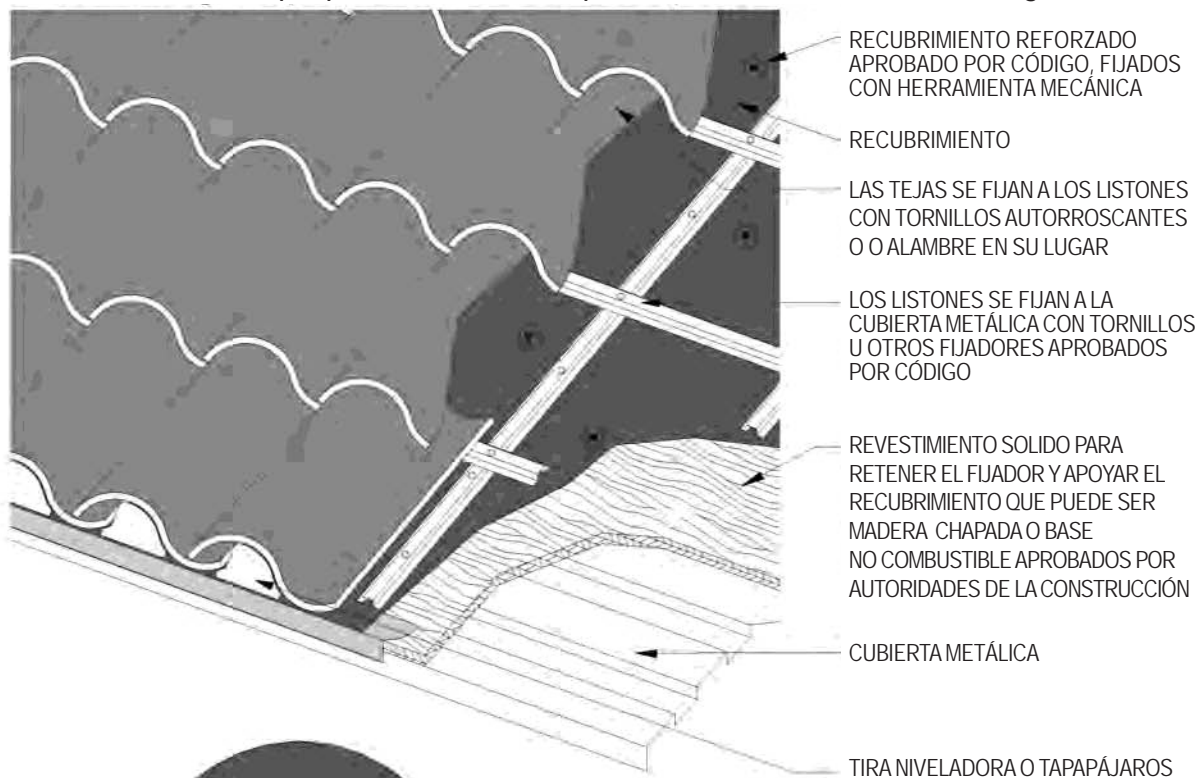 RECUBRIMIENTO REFORZADO
APROBADO POR CÓDIGO, FIJADOS
CON HERRAMIENTA MECÁNICA
RECUBRIMIENTO
LAS TEJAS SE FIJAN A LOS LISTONES
CON TORNILLOS AUTORROSCANTES
O O ALAMBRE EN SU LUGAR
LOS LISTONES SE FIJAN A LA
CUBIERTA METÁLICA CON TORNILLOS
U OTROS FIJADORES APROBADOS
POR CÓDIGO
REVESTIMIENTO SOLIDO PARA
RETENER EL FIJADOR Y APOYAR EL
RECUBRIMIENTO QUE PUEDE SER
MADERA CHAPADA O BASE
NO COMBUSTIBLE APROBADOS POR
AUTORIDADES DE LA CONSTRUCCIÓN
CUBIERTA METÁLICA
TIRA NIVELADORA O TAPAPÁJAROS